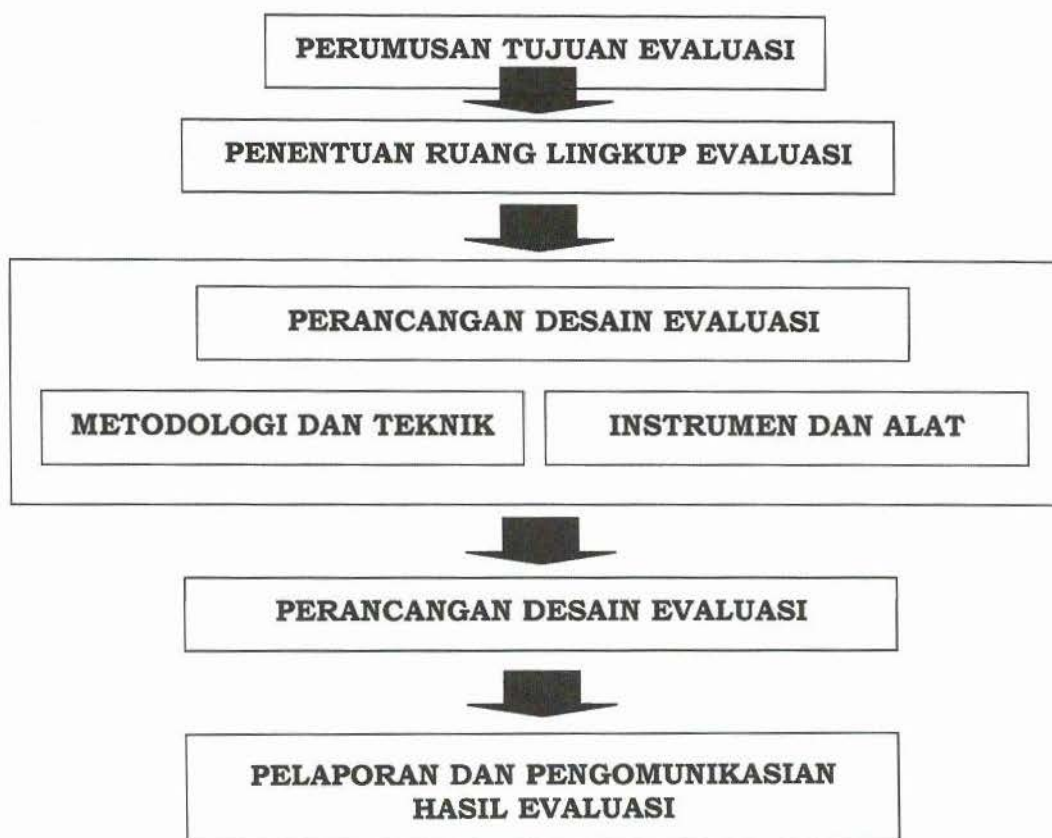 PERUMUSAN TUJUAN EVALUASI
PENENTUAN RUANG LINGKUP EVALUASI
PERANCANGAN DESAIN EVALUASI
METODOLOGI DAN TEKNIK
INSTRUMEN DAN ALAT
PERANCANGAN DESAIN EVALUASI
PELAPORAN DAN PENGOMUNIKASIAN
HASIL EVALUASI